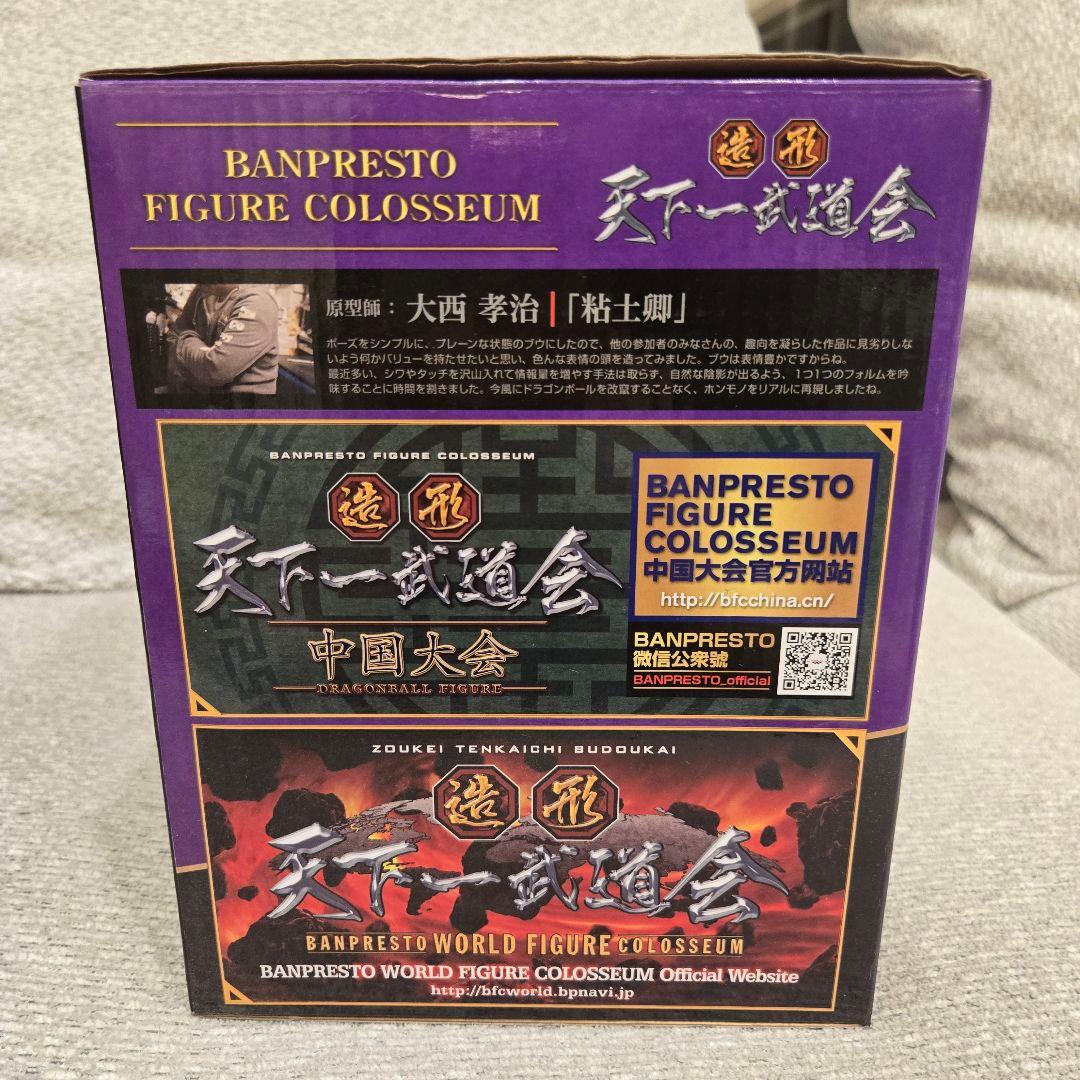 BANPRESTO
FIGURE COLOSSEUM
造形
天下一武道会
原型師：大西 孝治｜「粘土卿」
ポーズをシンプルに、プレーンな状態のブウにしたので、他の参加者のみなさんの、趣向を凝らした作品に見劣りしな
いよう何かバリューを持たせたいと思い、色んな表情の頭を造ってみました。ブウは表情豊かですからね。
最近多い、シワやタッチを沢山入れて情報量を増やす手法は取らず、自然な陰影が出るよう、1つ1つのフォルムを吟
味することに時間を割きました。今風にドラゴンボールを改竄することなく、ホンモノをリアルに再現しましたね。
BANPRESTO FIGURE COLOSSEUM
造形
天下一武道会
中国大会
DRAGONBALL FIGURE
BANPRESTO
FIGURE
COLOSSEUM
中国大会官方网站
http://bfcchina.cn/
BANPRESTO
微信公衆號
BANPRESTO_official
ZOUKEI TENKAICHI BUDOUKAI
造形
天下一武道会
BANPRESTO WORLD FIGURE COLOSSEUM
BANPRESTO WORLD FIGURE COLOSSEUM Official Website
http://bfcworld.bpnavi.jp